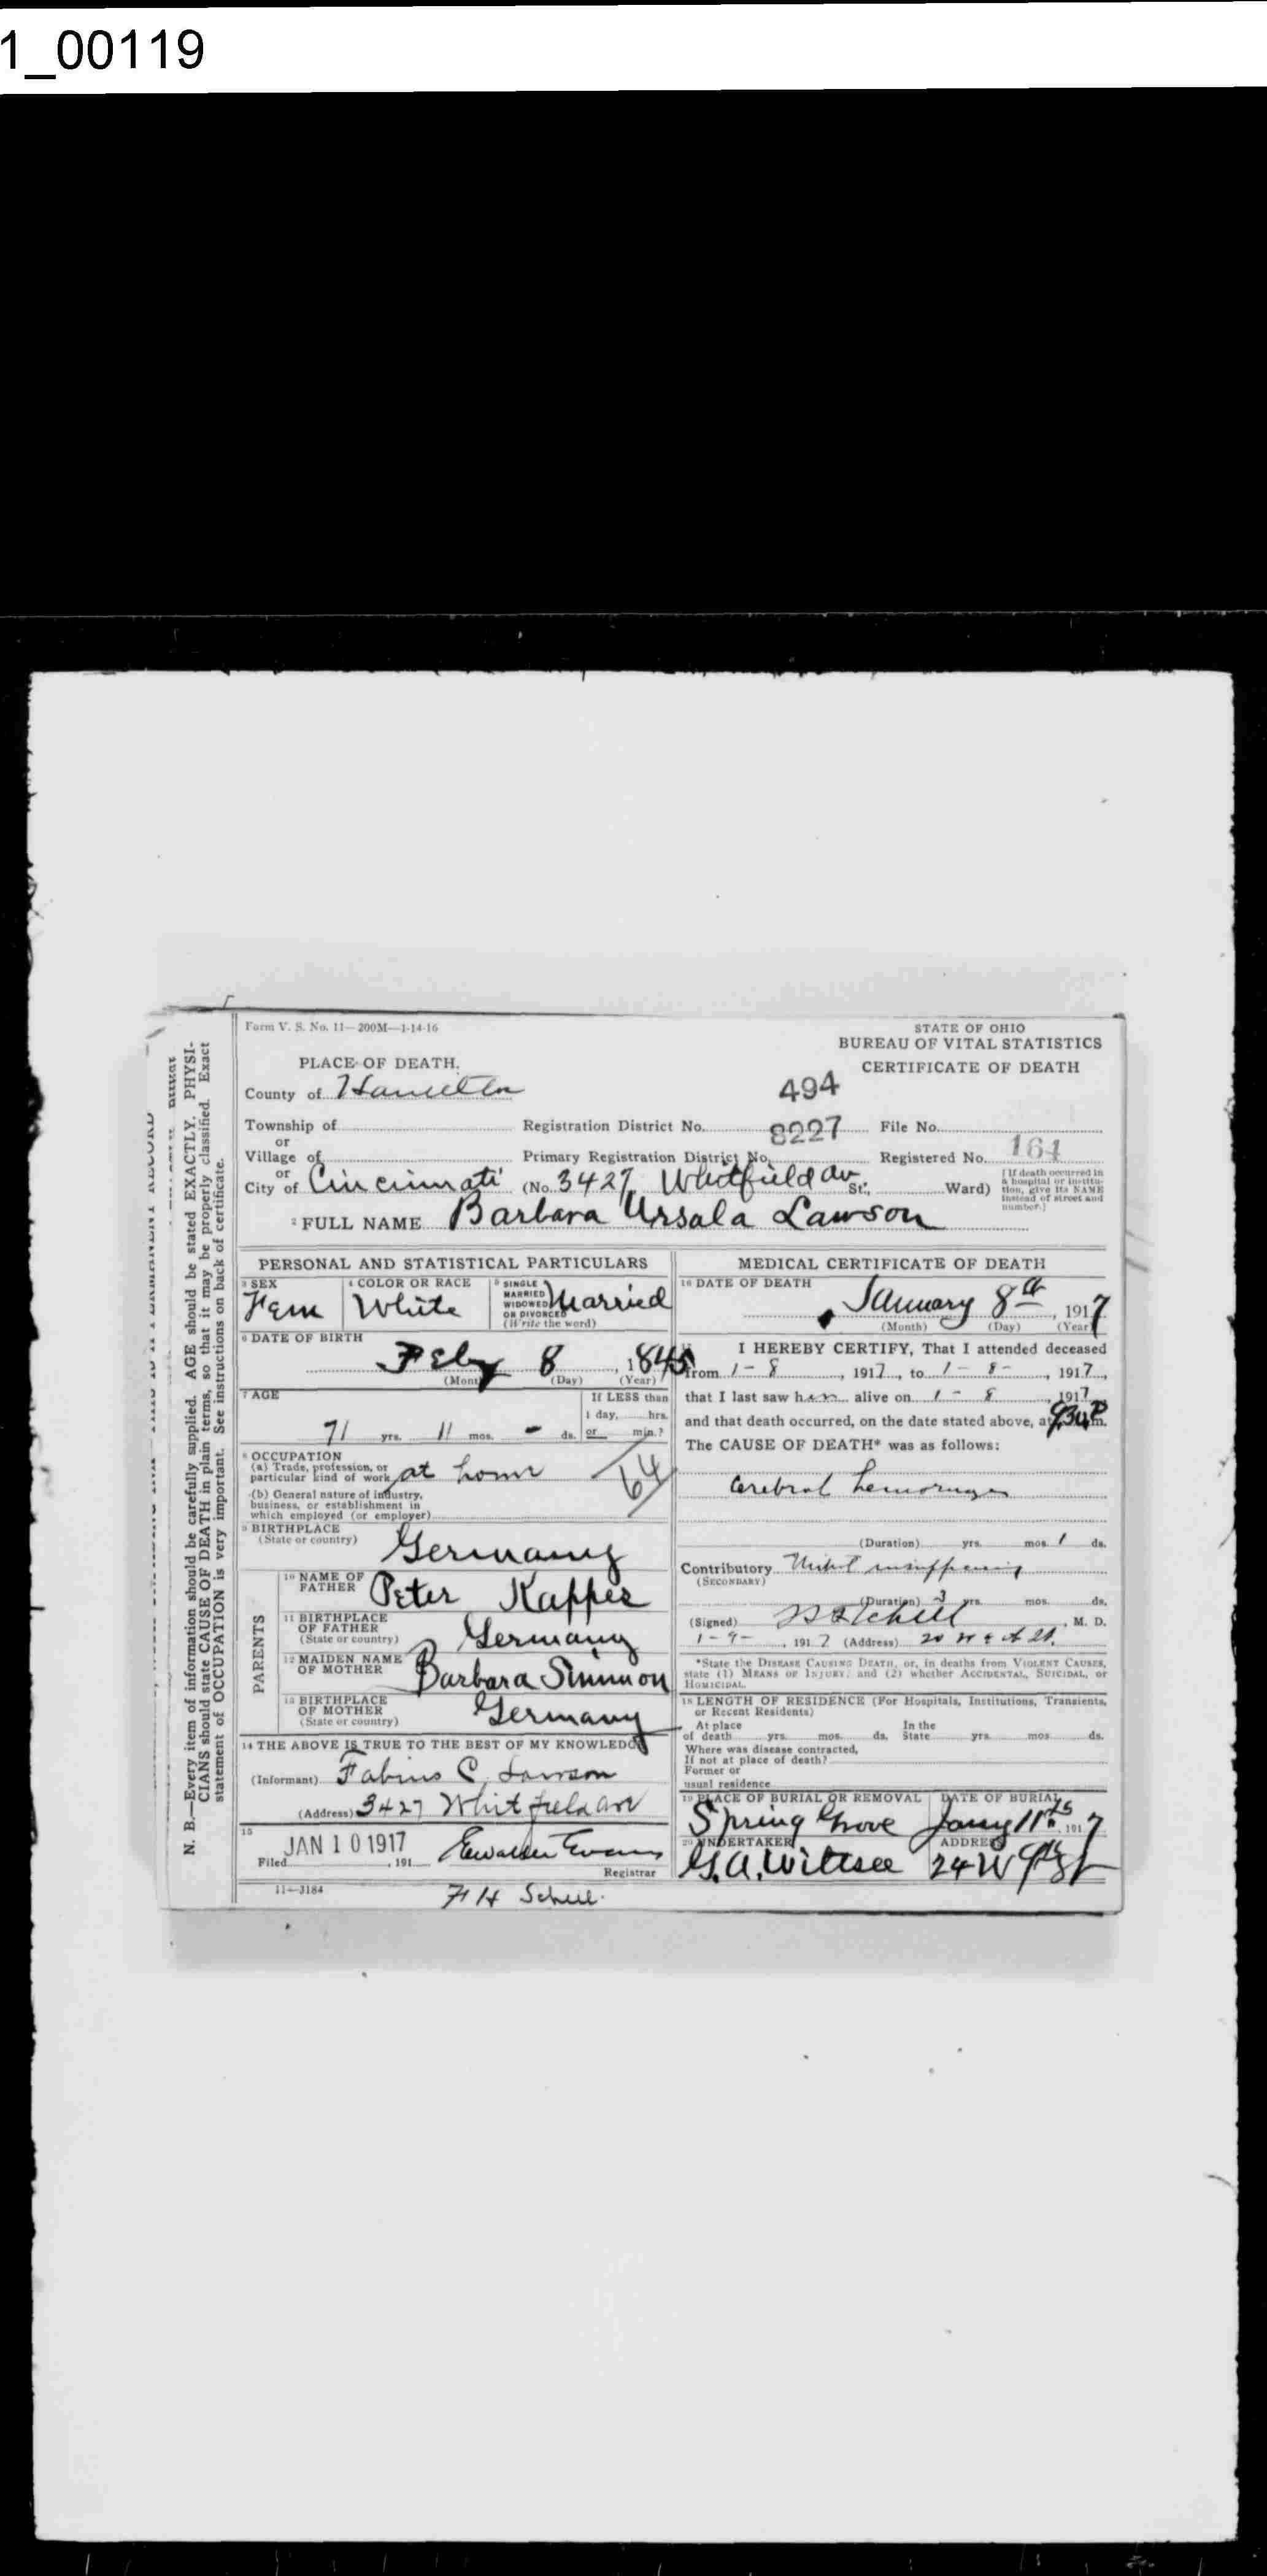 1_00119
Form V. S. No. 11—200M—1-14-16
STATE OF OHIO
BUREAU OF VITAL STATISTICS
CERTIFICATE OF DEATH
PLACE OF DEATH.
County of Hamilton
494
Township of
Registration District No. File No.
or
8227
Village of Primary Registration District No. Registered No. 164
or
City of Cincinnati (No. 3427 Whitfield av St., Ward)
[If death occurred in a hospital or institution, give its NAME instead of street and number.]
2 FULL NAME Barbara Ursala Lawson
PERSONAL AND STATISTICAL PARTICULARS
3 SEX Fem
4 COLOR OR RACE White
5 SINGLE MARRIED WIDOWED OR DIVORCED (Write the word) Married
6 DATE OF BIRTH
Feby 8, 1845
(Month) (Day) (Year)
7 AGE
71 yrs. 11 mos. - ds.
If LESS than 1 day, hrs. or min.?
8 OCCUPATION
(a) Trade, profession, or
particular kind of work at home
64
(b) General nature of industry,
business, or establishment in
which employed (or employer)
9 BIRTHPLACE
(State or country) Germany
PARENTS
10 NAME OF FATHER Peter Kappes
11 BIRTHPLACE OF FATHER (State or country) Germany
12 MAIDEN NAME OF MOTHER Barbara Simmon
13 BIRTHPLACE OF MOTHER (State or country) Germany
14 THE ABOVE IS TRUE TO THE BEST OF MY KNOWLEDGE
(Informant) Fabius C. Lawson
(Address) 3427 Whitfield ave
15
Filed JAN 10 1917, 191 Evans
Registrar
11—3184
F H Schell.
MEDICAL CERTIFICATE OF DEATH
16 DATE OF DEATH
January 8th, 1917
(Month) (Day) (Year)
I HEREBY CERTIFY, That I attended deceased
from 1-8, 1917, to 1-8-, 1917,
that I last saw her alive on 1-8, 1917
and that death occurred, on the date stated above, at 930 P m.
The CAUSE OF DEATH* was as follows:
Cerebral hemorrhage
(Duration) yrs. mos. 1 ds.
Contributory Mitral
(SECONDARY)
(Duration) 3 yrs. mos. ds.
(Signed) Schell, M. D.
1-9-, 1917 (Address) 20 W 9th St.
*State the DISEASE CAUSING DEATH, or, in deaths from VIOLENT CAUSES,
state (1) MEANS OF INJURY; and (2) whether ACCIDENTAL, SUICIDAL, or
HOMICIDAL.
18 LENGTH OF RESIDENCE (For Hospitals, Institutions, Transients,
or Recent Residents)
At place of death yrs. mos. ds. In the State yrs. mos. ds.
Where was disease contracted,
If not at place of death?
Former or
usual residence
19 PLACE OF BURIAL OR REMOVAL Spring Grove
DATE OF BURIAL Jany 11th 1917
20 UNDERTAKER G. A. Wiltsee
ADDRESS 24 W 9th St
N. B.—Every item of information should be carefully supplied. AGE should be stated EXACTLY. PHYSI-
CIANS should state CAUSE OF DEATH in plain terms, so that it may be properly classified. Exact
statement of OCCUPATION is very important. See instructions on back of certificate.